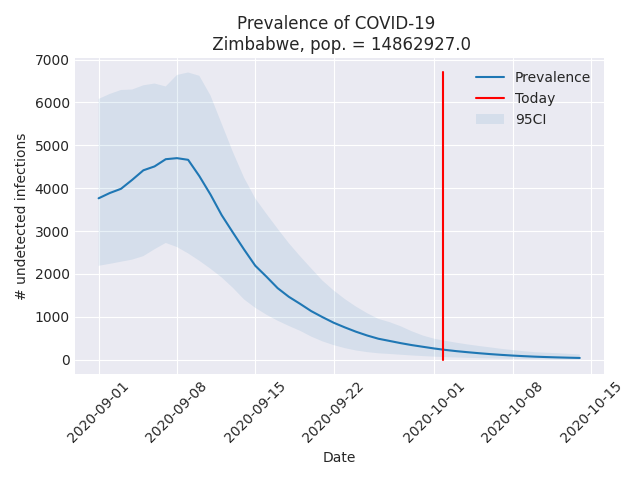 Prevalence of COVID-19
Zimbabwe, pop. = 14862927.0
7000
6000
5000
4000
3000
2000
1000
0
# undetected infections
Prevalence
Today
95CI
2020-09-01
2020-09-08
2020-09-15
2020-09-22
2020-10-01
2020-10-08
2020-10-15
Date